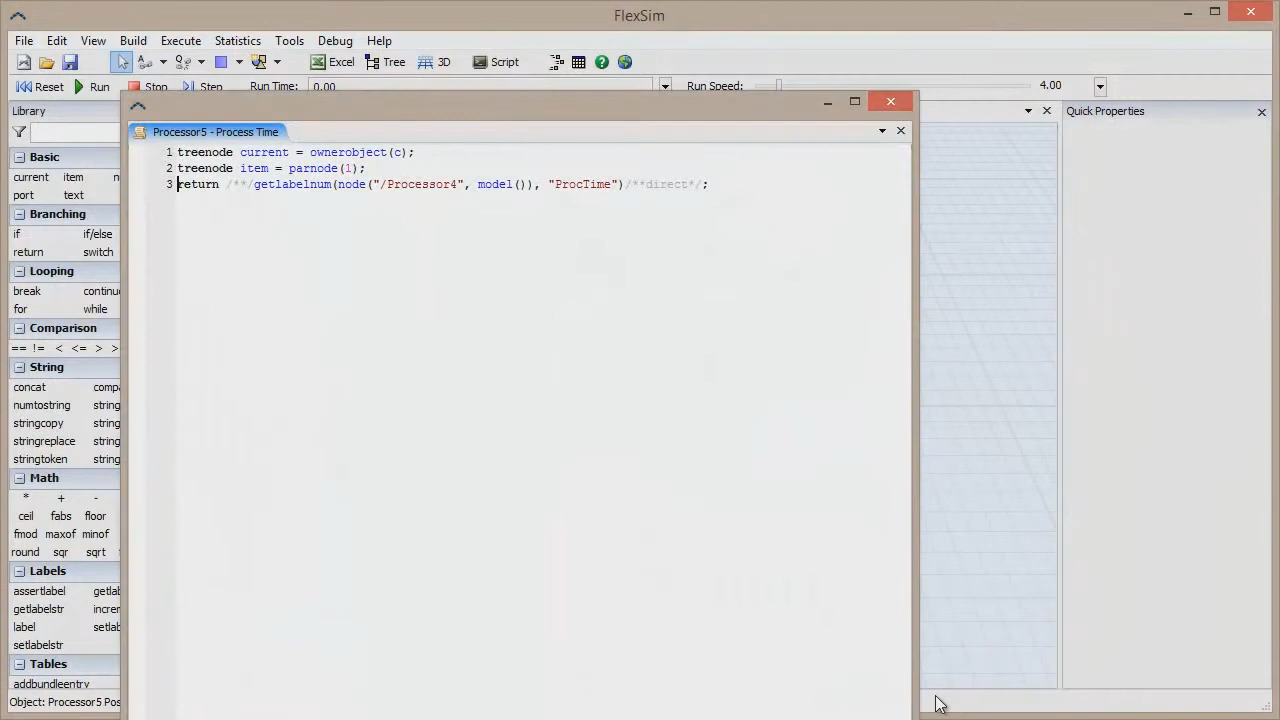 FlexSim
File Edit View Build Execute Statistics Tools Debug Help
Excel Tree 3D Script
Reset Run Stop Step Run Time: 0.00 Run Speed: 4.00
Library
Quick Properties
Processor5 - Process Time
1 treenode current = ownerobject(c);
2 treenode item = parnode(1);
3 return /**/getlabelnum(node("/Processor4", model()), "ProcTime")/**direct*/;
Basic
current item
port text
Branching
if if/else
return switch
Looping
break
for while
Comparison
== != < <= > >
String
concat
numtostring
stringcopy
stringreplace
stringtoken
Math
* + -
ceil fabs floor
fmod maxof minof
round sqr sqrt
Labels
assertlabel
getlabelstr
label
setlabelstr
Tables
addbundleentry
Object: Processor5